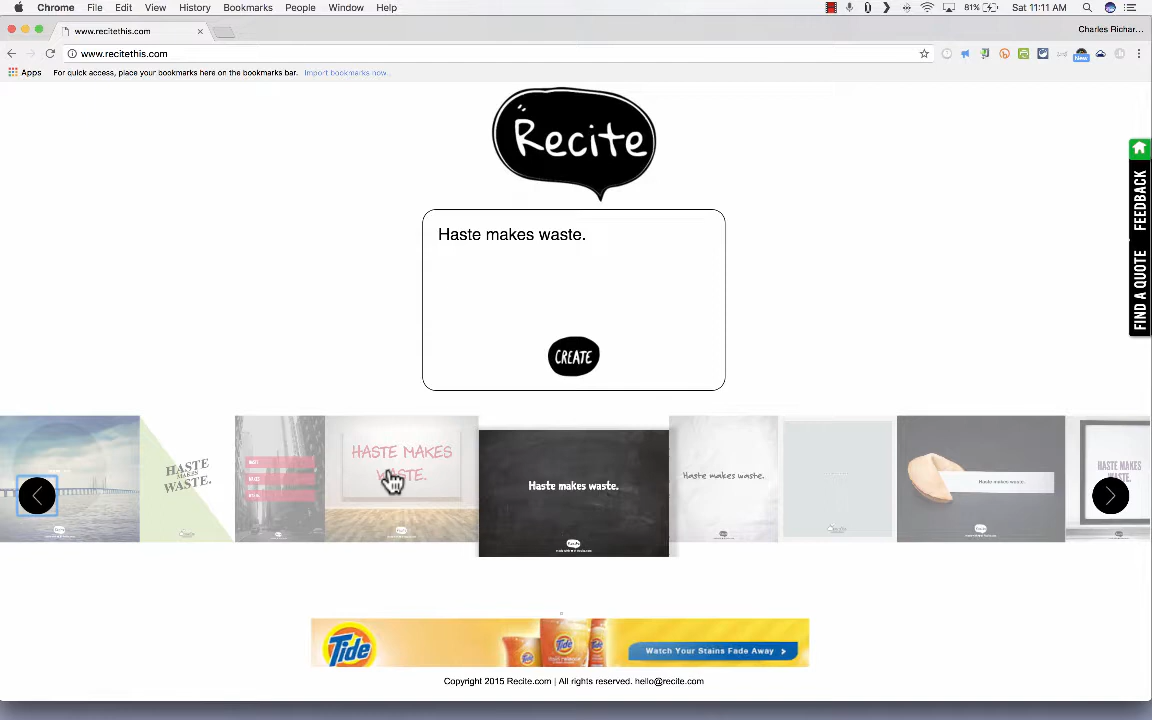 Chrome File Edit View History Bookmarks People Window Help 81% Sat 11:11 AM
www.recitethis.com Charles Richar...
www.recitethis.com New
Apps For quick access, place your bookmarks here on the bookmarks bar. Import bookmarks now...
Recite
FEEDBACK
FIND A QUOTE
Haste makes waste.
CREATE
HASTE
MAKES
WASTE.
HASTE MAKES
WASTE.
Haste makes waste.
Haste makes waste.
Haste makes waste.
HASTE MAKES
WASTE.
Tide
Watch Your Stains Fade Away
Copyright 2015 Recite.com | All rights reserved. hello@recite.com